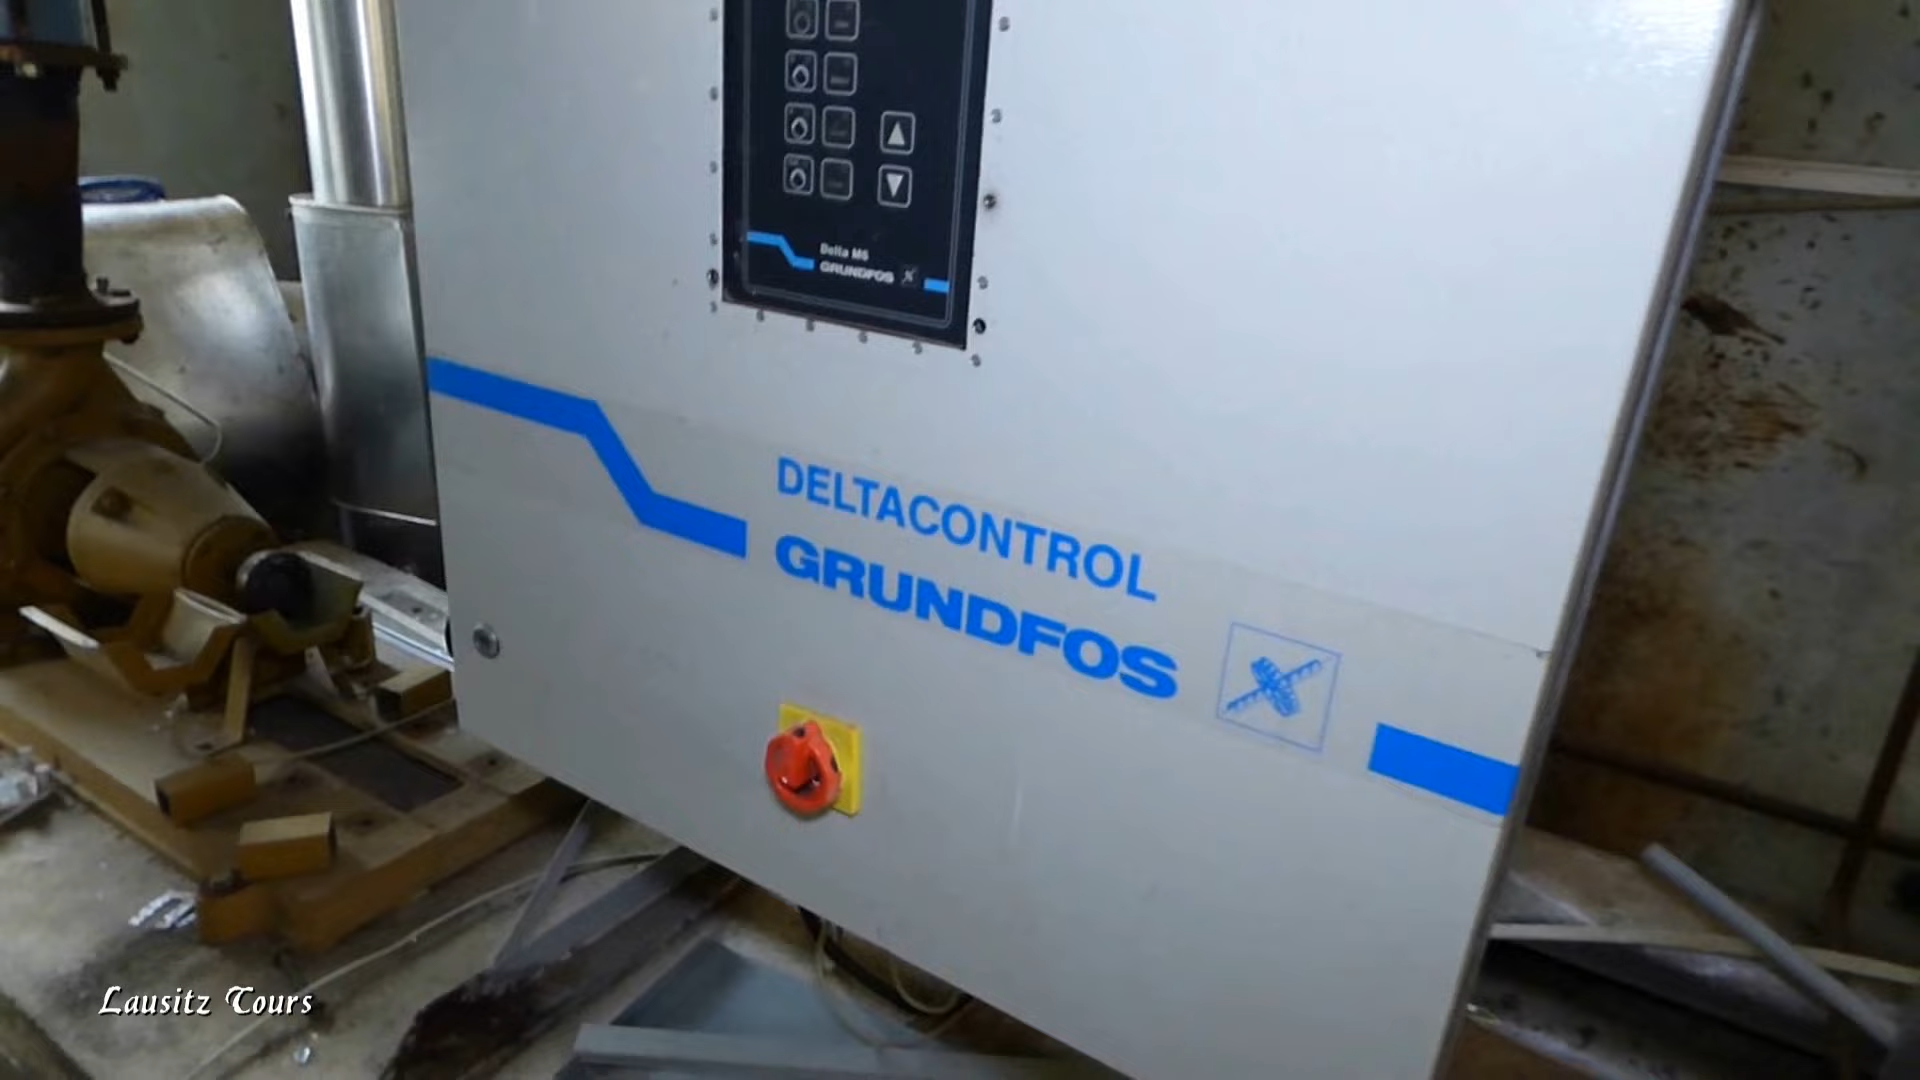 Delta M6
GRUNDFOS
DELTACONTROL
GRUNDFOS
Lausitz Tours